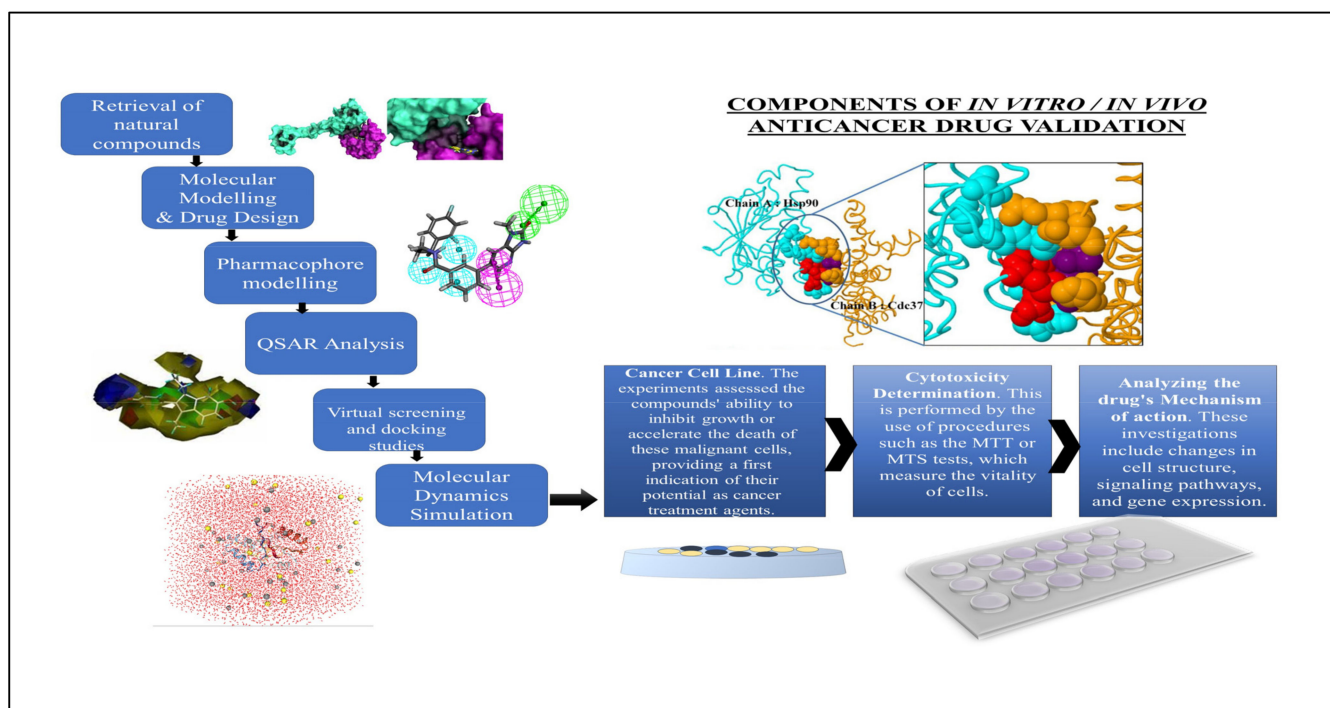 Retrieval of
natural
compounds
Molecular
Modelling
& Drug Design
Pharmacophore
modelling
QSAR Analysis
Virtual screening
and docking
studies
Molecular
Dynamics
Simulation
COMPONENTS OF IN VITRO / IN VIVO
ANTICANCER DRUG VALIDATION
Chain A : Hsp90
Chain B : Cdc37
Cancer Cell Line. The
experiments assessed the
compounds' ability to
inhibit growth or
accelerate the death of
these malignant cells,
providing a first
indication of their
potential as cancer
treatment agents.
Cytotoxicity
Determination. This
is performed by the
use of procedures
such as the MTT or
MTS tests, which
measure the vitality
of cells.
Analyzing the
drug's Mechanism
of action. These
investigations
include changes in
cell structure,
signaling pathways,
and gene expression.